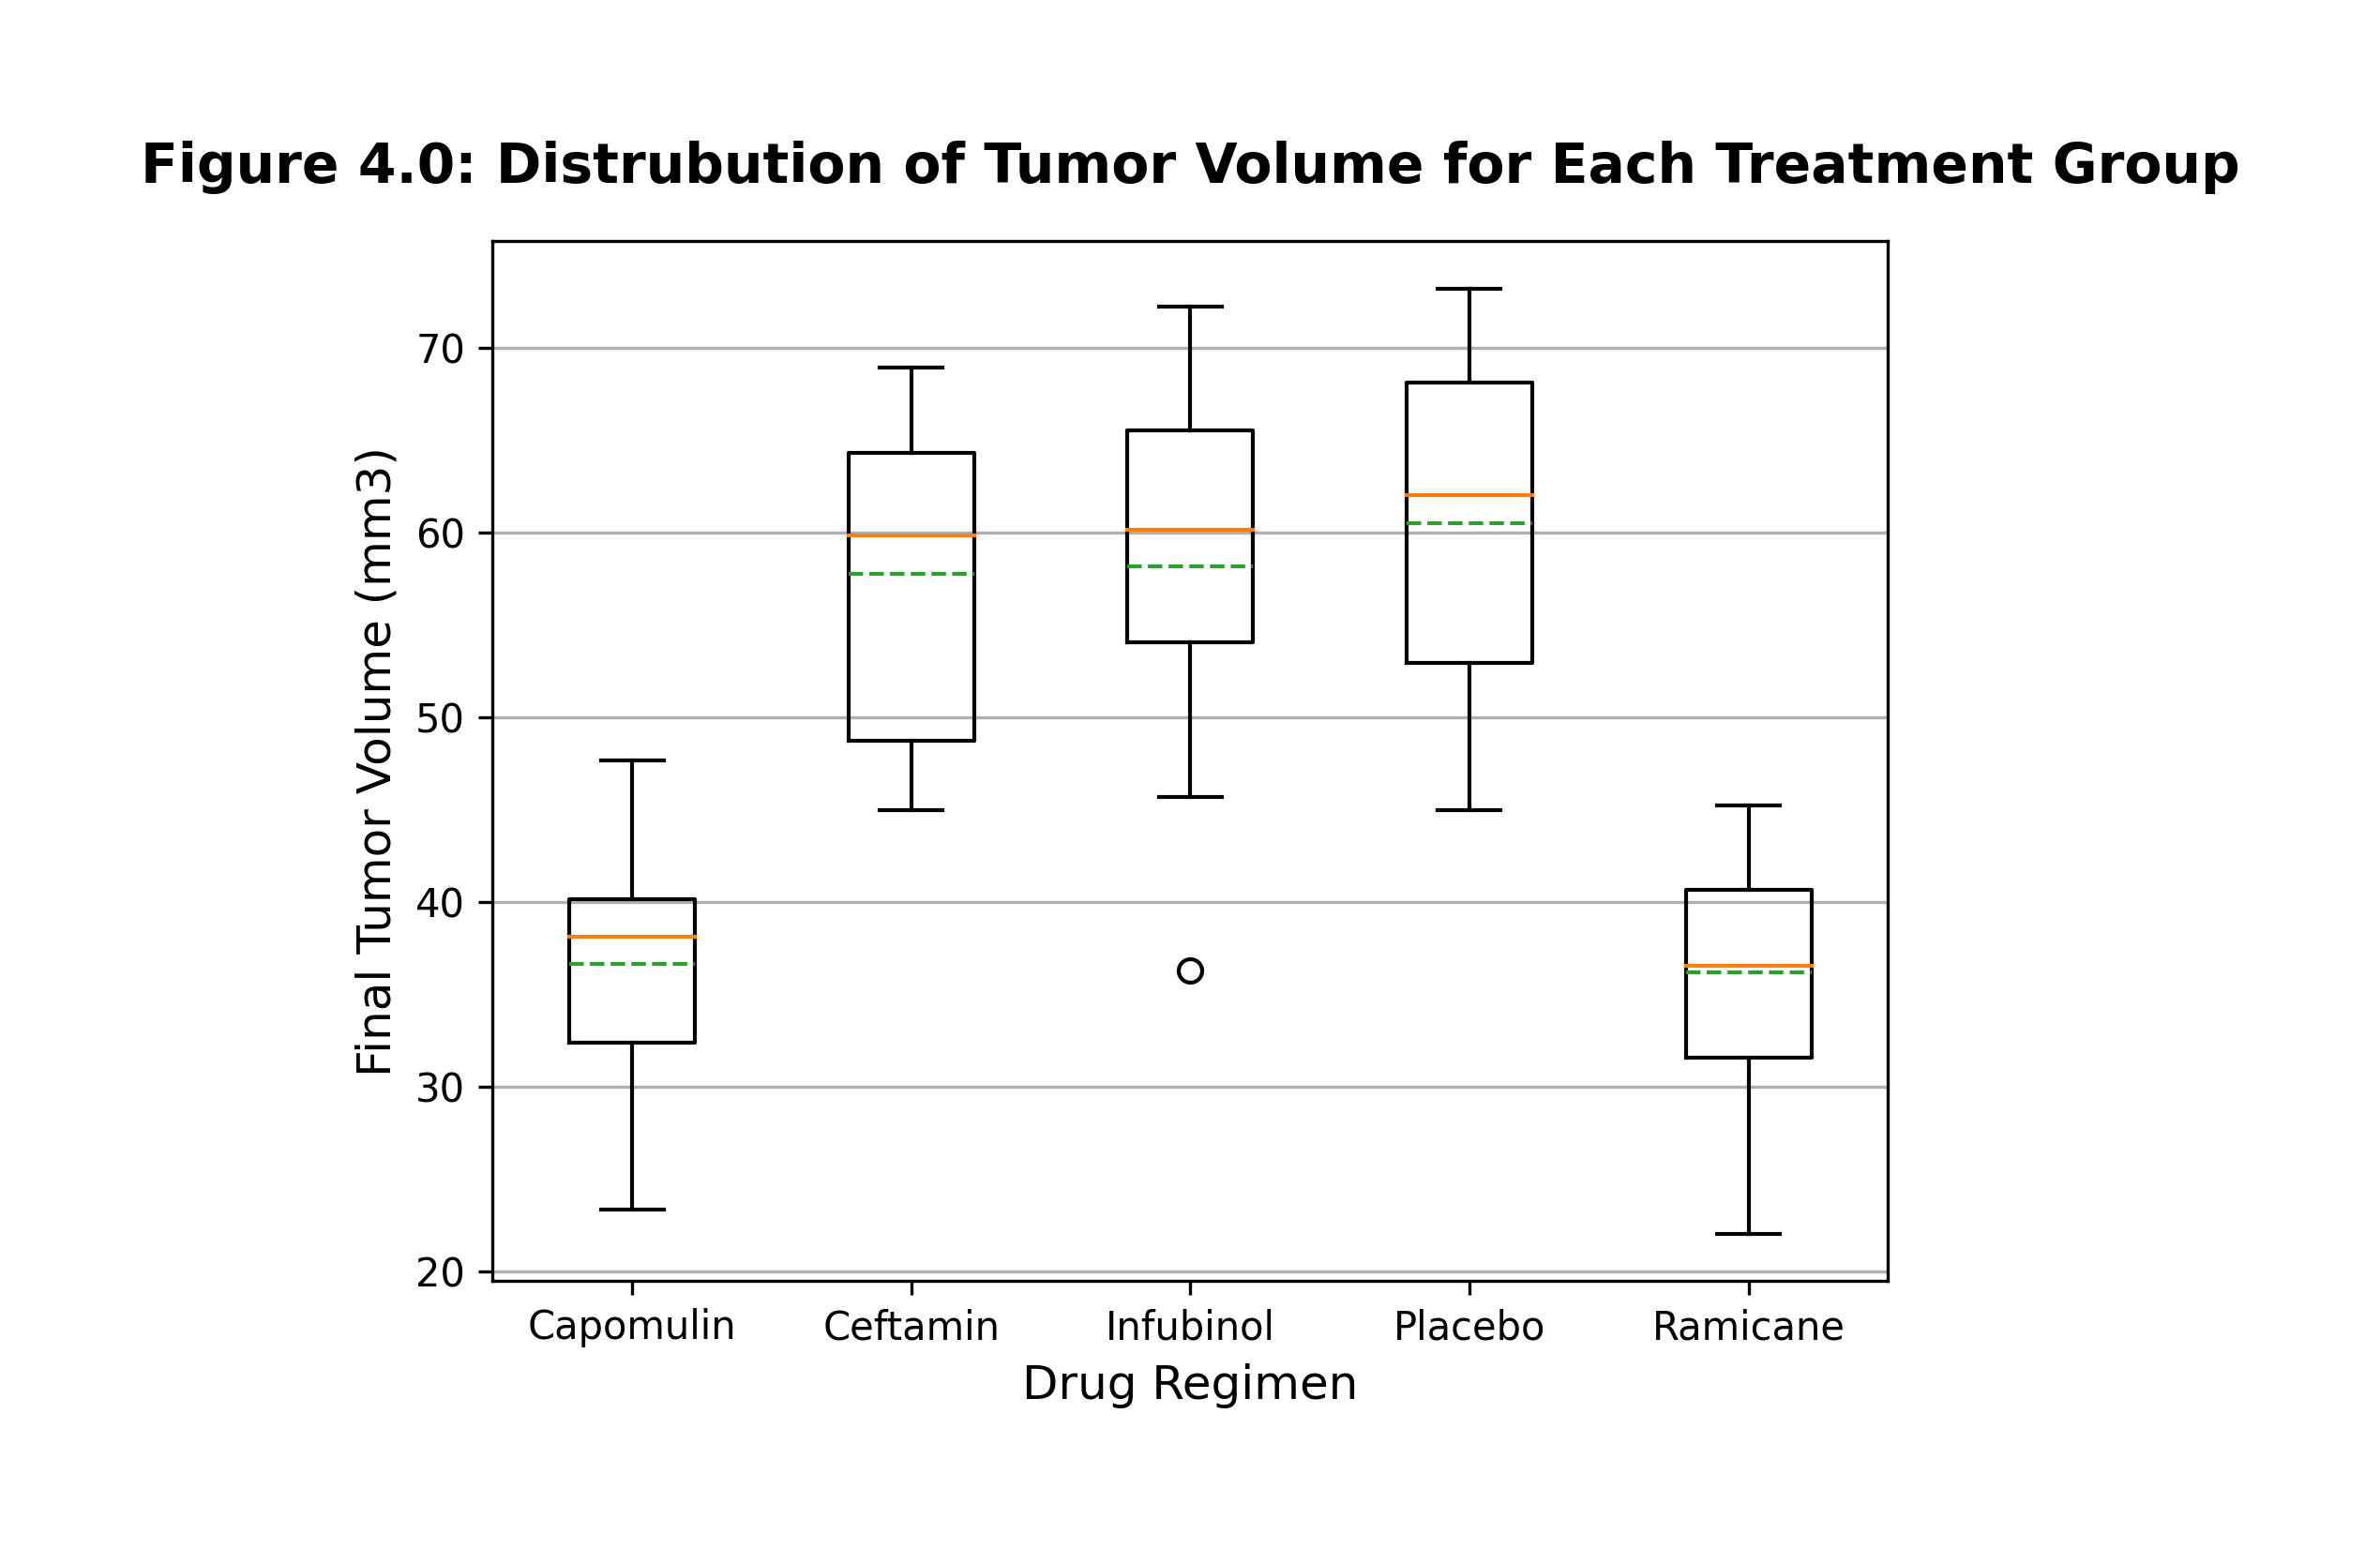 Figure 4.0: Distrubution of Tumor Volume for Each Treatment Group
Final Tumor Volume (mm3)
70
60
50
40
30
20
Capomulin Ceftamin Infubinol Placebo Ramicane
Drug Regimen